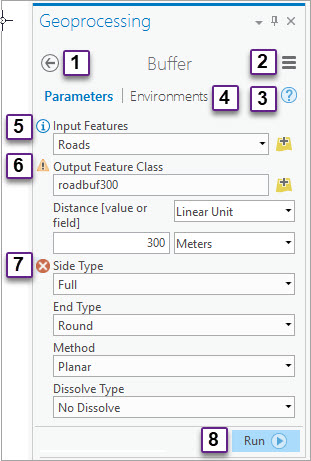 Geoprocessing
1 Buffer 2
Parameters | Environments 4 3 ?
5 Input Features
Roads
6 Output Feature Class
roadbuf300
Distance [value or Linear Unit
field]
300 Meters
7 Side Type
Full
End Type
Round
Method
Planar
Dissolve Type
No Dissolve
8 Run